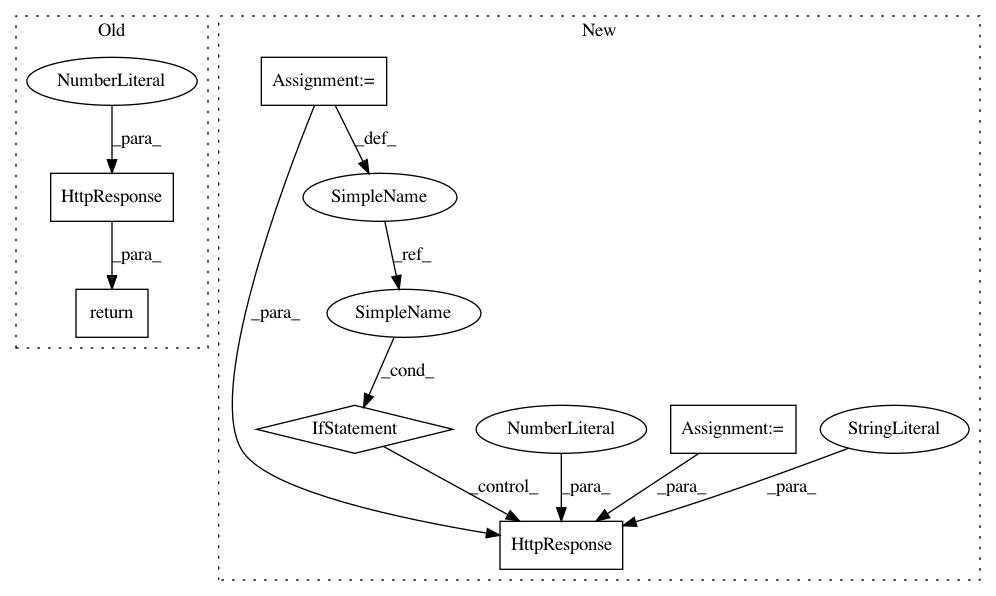 Old
New
NumberLiteral
Assignment:=
_para_
_def_
HttpResponse
SimpleName
_para_
_ref_
return
_para_
SimpleName
_cond_
IfStatement
NumberLiteral
Assignment:=
StringLiteral
_control_
_para_
_para_
_para_
HttpResponse